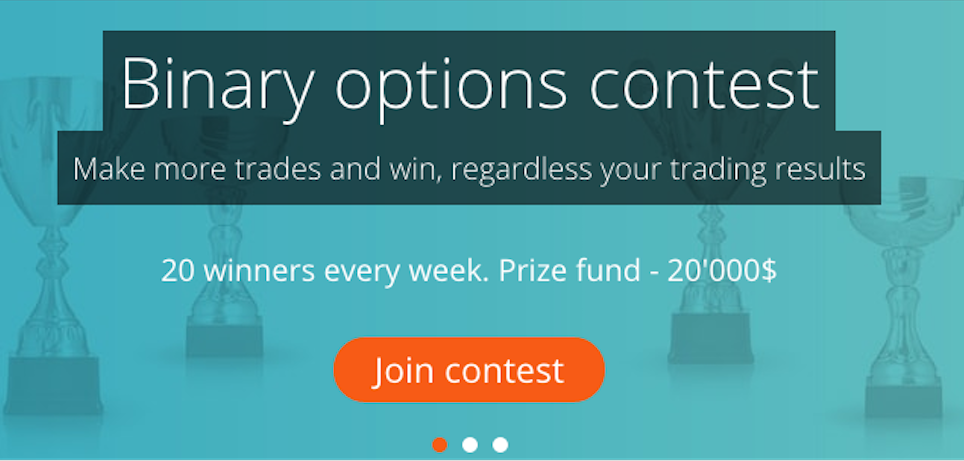 Binary options contest
Make more trades and win, regardless your trading results
20 winners every week. Prize fund - 20'000$
Join contest